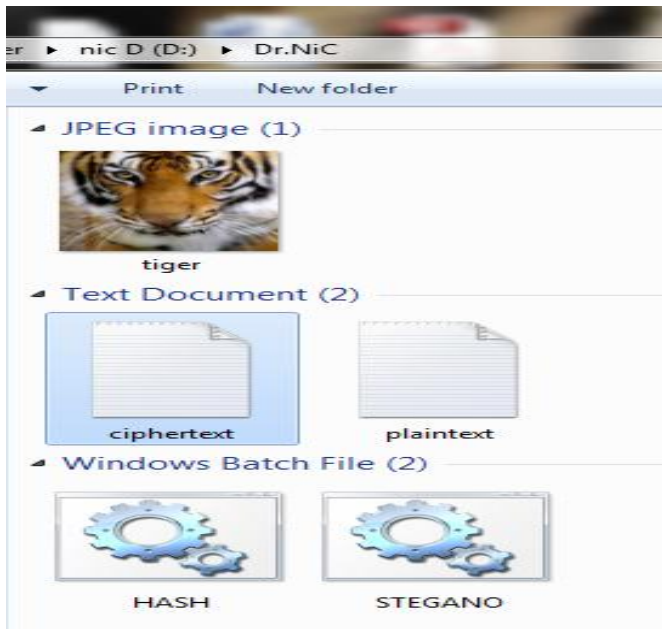 er ▸ nic D (D:) ▸ Dr.NiC
Print New folder
JPEG image (1)
tiger
Text Document (2)
ciphertext plaintext
Windows Batch File (2)
HASH STEGANO